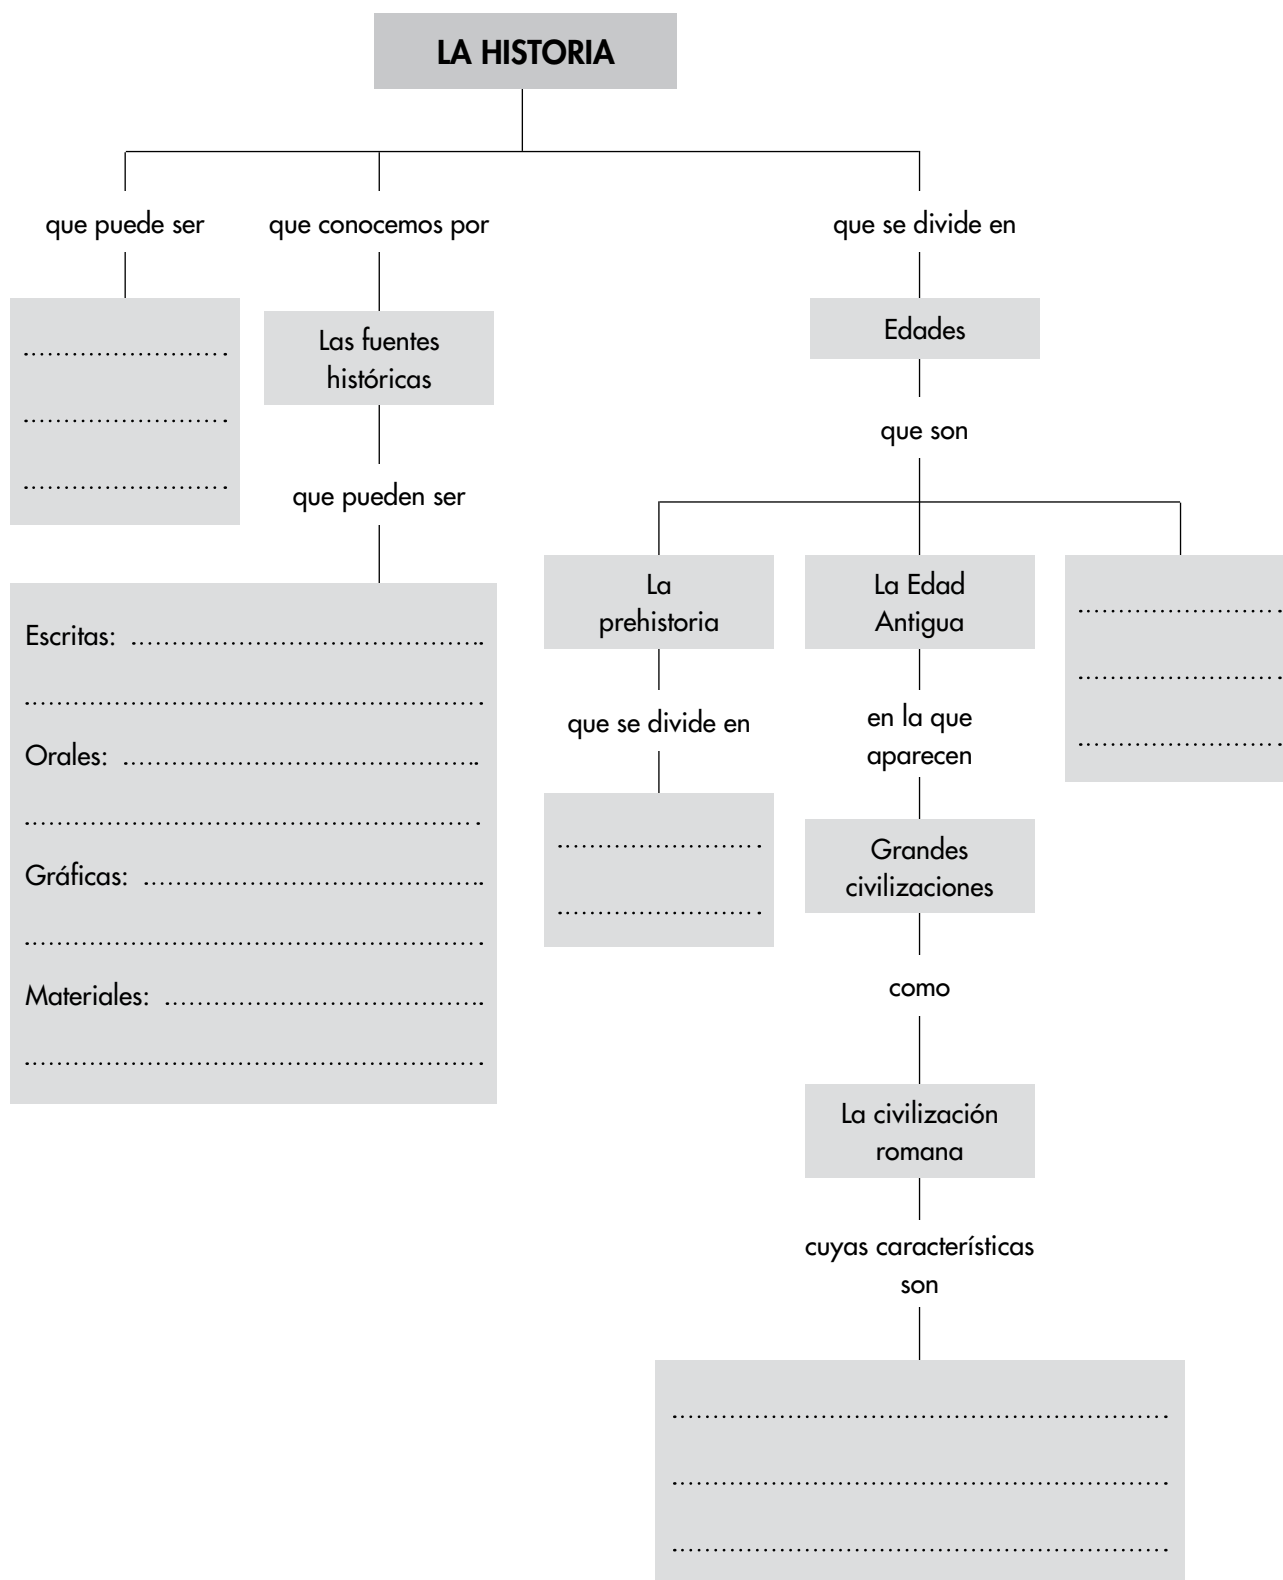 LA HISTORIA
que puede ser
que conocemos por
que se divide en
Las fuentes
históricas
Edades
que son
que pueden ser
La
prehistoria
La Edad
Antigua
Escritas:
Orales:
Gráficas:
Materiales:
que se divide en
en la que
aparecen
Grandes
civilizaciones
como
La civilización
romana
cuyas características
son